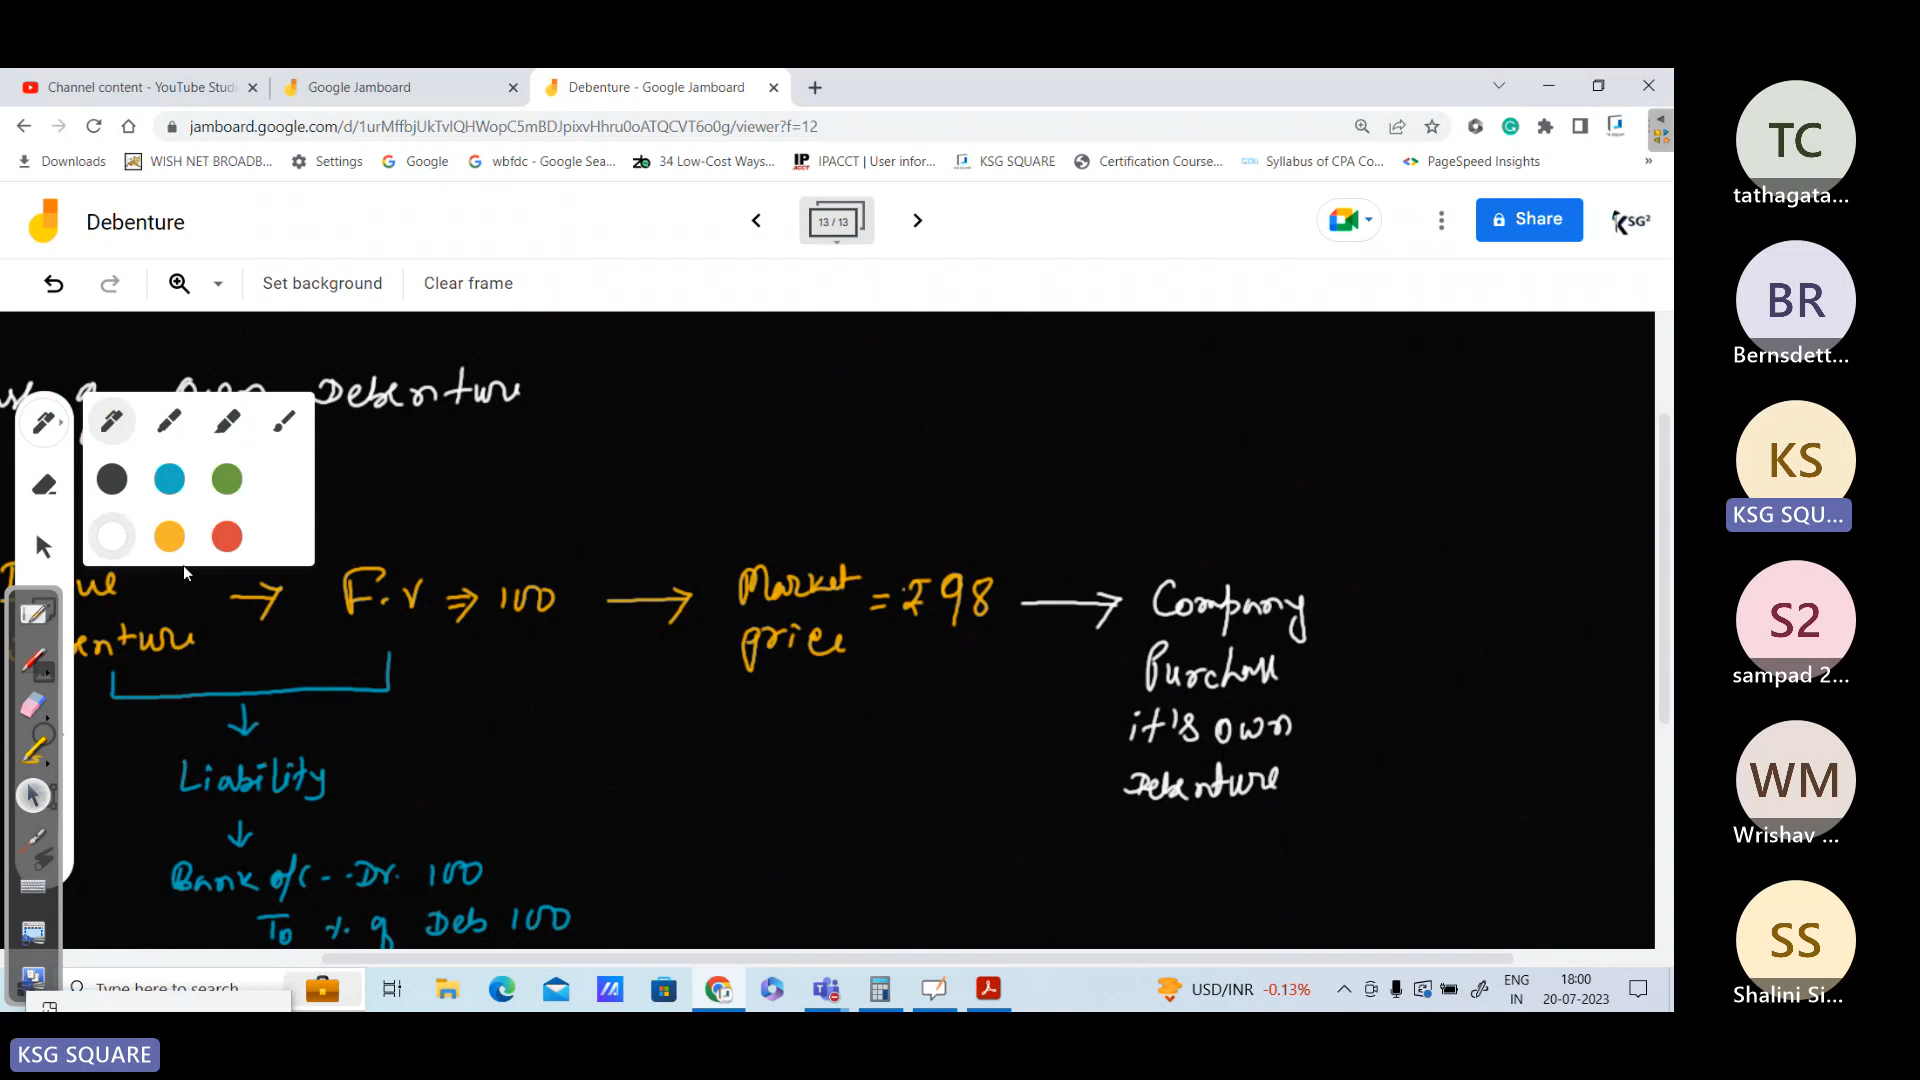 Channel content - YouTube Studi
Google Jamboard
Debenture - Google Jamboard
jamboard.google.com/d/1urMffbjUkTvIQHWopC5mBDJpixvHhru0oATQCVT6o0g/viewer?f=12
Downloads
WISH NET BROADB...
Settings
Google
wbfdc - Google Sea...
34 Low-Cost Ways...
IPACCT | User infor...
KSG SQUARE
Certification Course...
Syllabus of CPA Co...
PageSpeed Insights
»
Debenture
13 / 13
Share
KSG²
Set background
Clear frame
own Debenture
→ F.V ⇒ 100 → Market price = ₹98 → Company
Purchase
it's own
Debenture
enture
↓
Liability
↓
Bank a/c - - Dr. 100
To % of Deb 100
Type here to search
USD/INR -0.13%
ENG
IN
18:00
20-07-2023
TC
tathagata...
BR
Bernsdett...
KS
KSG SQU...
S2
sampad 2...
WM
Wrishav ...
SS
Shalini Si...
KSG SQUARE